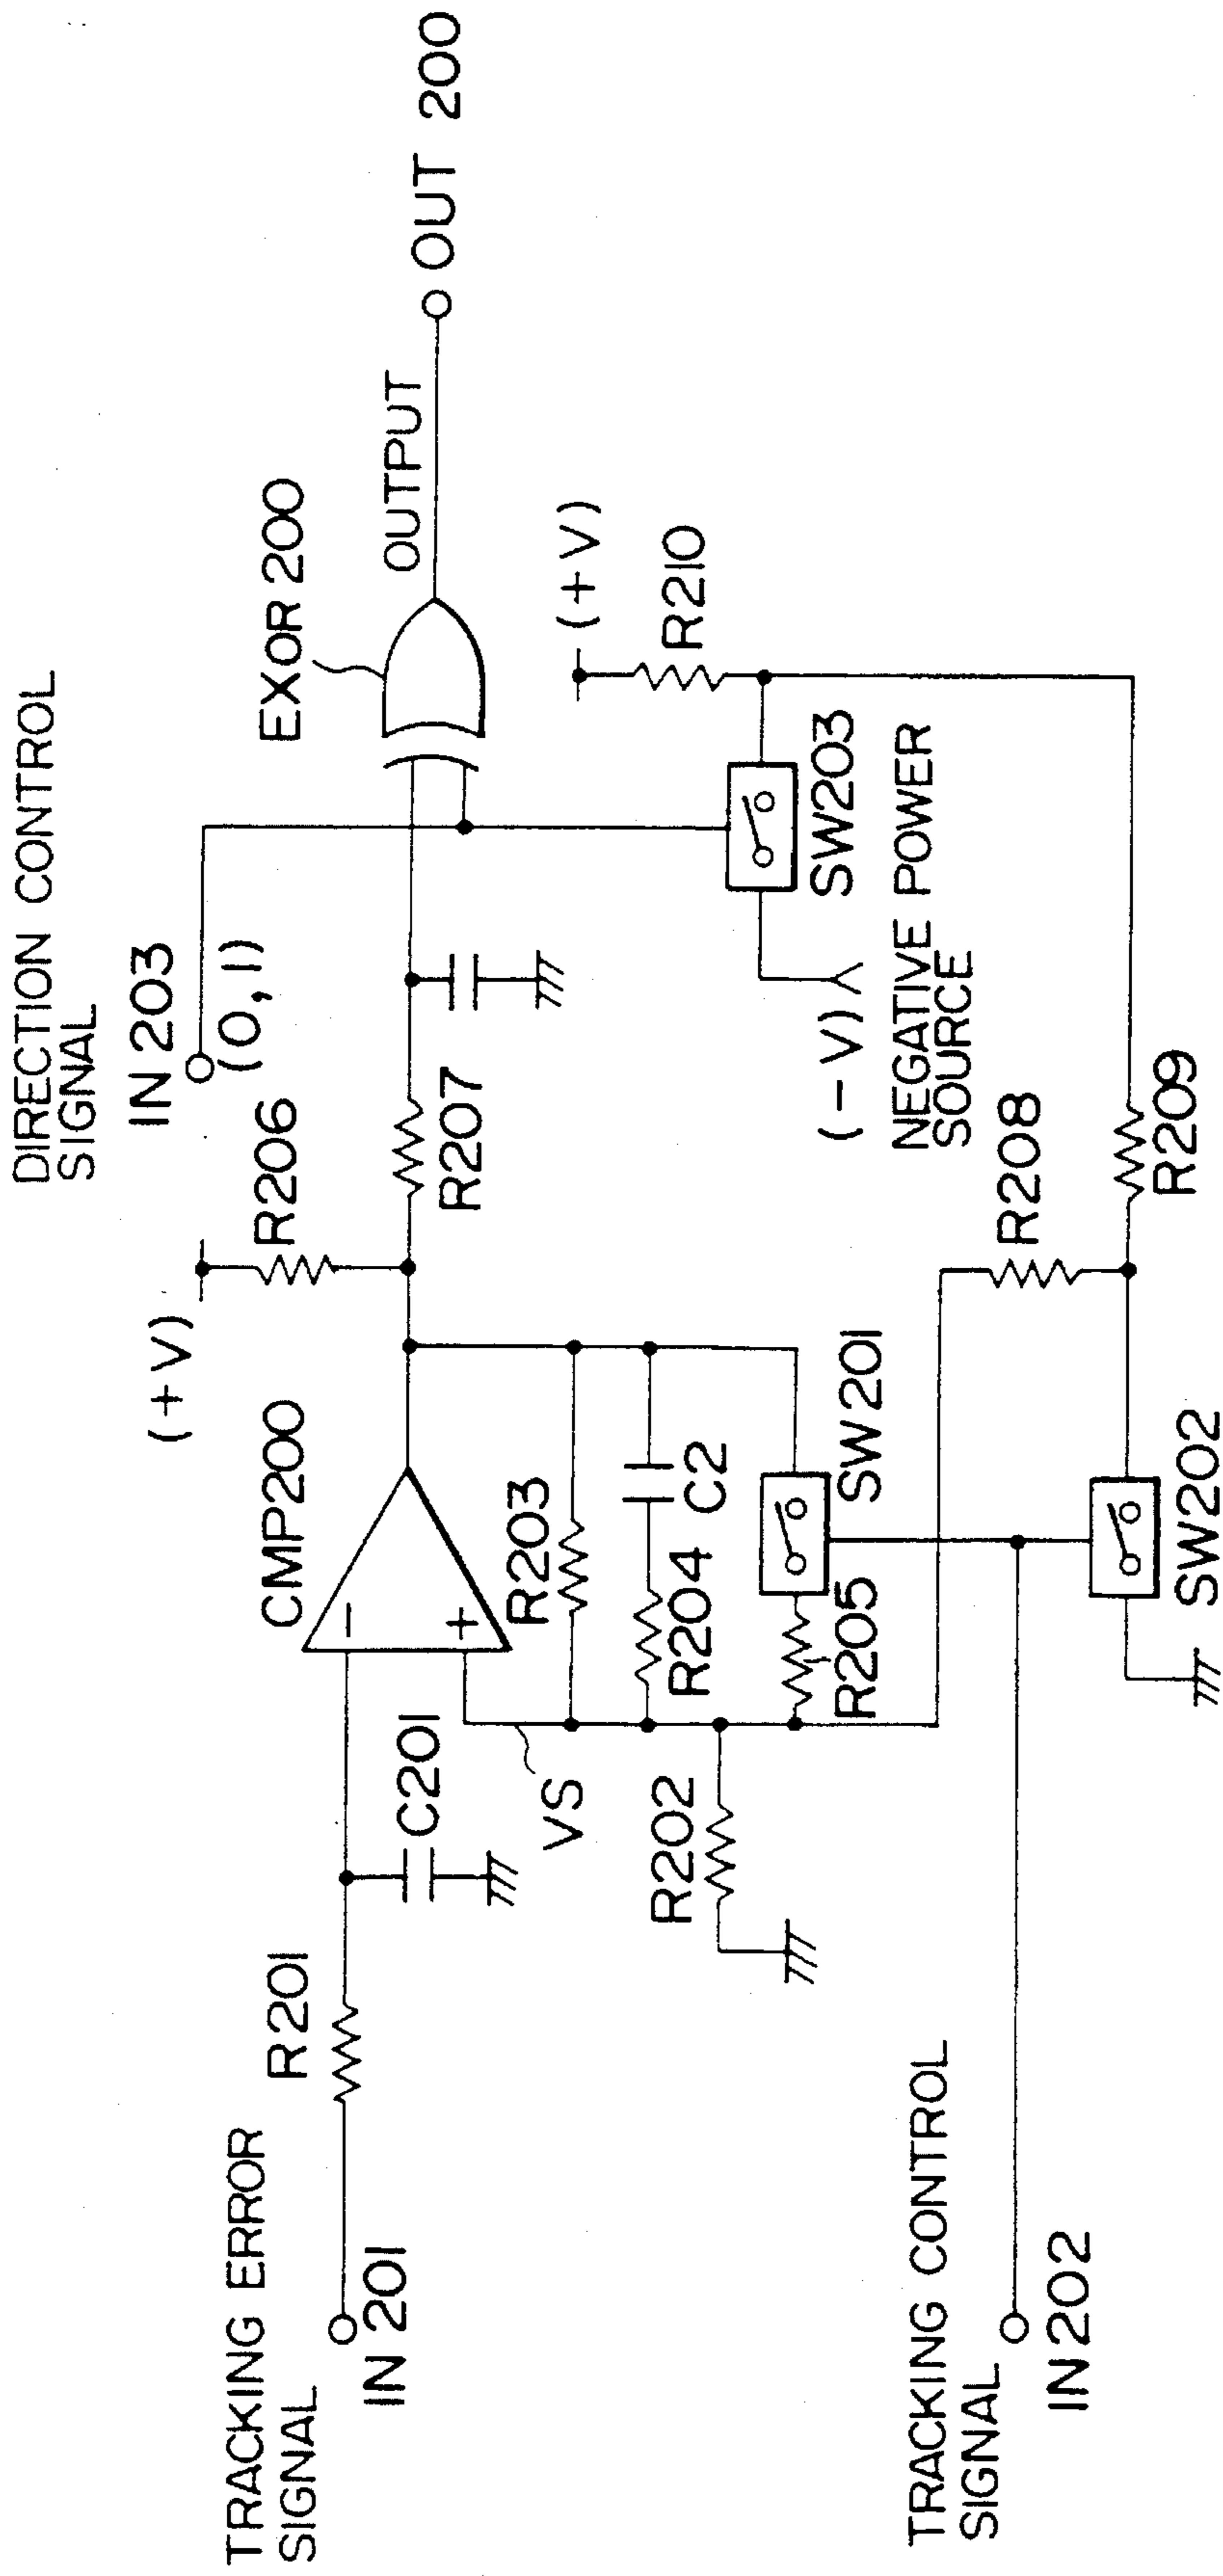 DIRECTION CONTROL
SIGNAL
IN 203
(0, 1)
EXOR 200
OUTPUT
OUT 200
(+V)
R206
R207
CMP200
−
+
TRACKING ERROR
SIGNAL
IN 201
R201
C201
VS
R202
R203
R204
C2
R205
SW201
(+V)
R210
SW203
(−V)
NEGATIVE POWER
SOURCE
R208
R209
SW202
TRACKING CONTROL
SIGNAL
IN 202